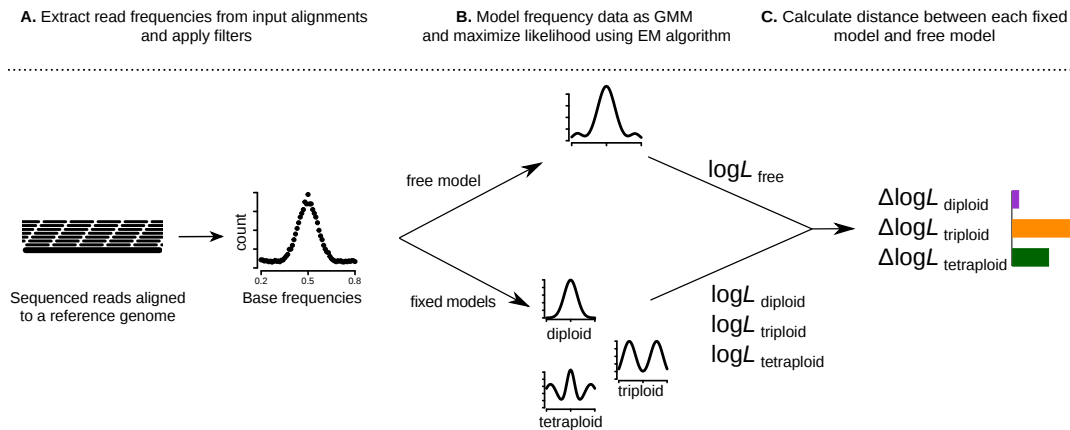 A. Extract read frequencies from input alignments
and apply filters
B. Model frequency data as GMM
and maximize likelihood using EM algorithm
C. Calculate distance between each fixed
model and free model
Sequenced reads aligned
to a reference genome
count
0.2 0.5 0.8
Base frequencies
free model
fixed models
diploid
triploid
tetraploid
logL free
logL diploid
logL triploid
logL tetraploid
ΔlogL diploid
ΔlogL triploid
ΔlogL tetraploid